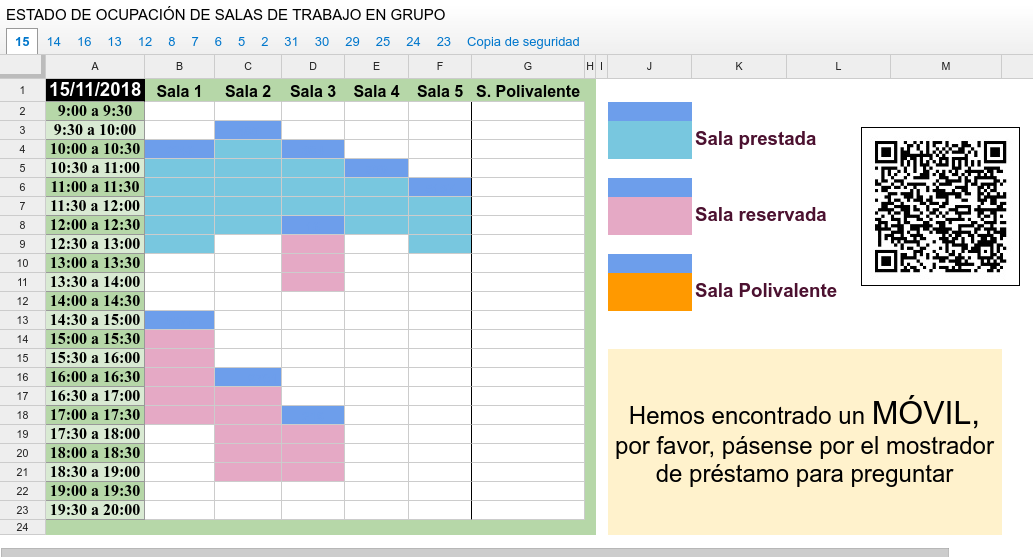 ESTADO DE OCUPACIÓN DE SALAS DE TRABAJO EN GRUPO
15 14 16 13 12 8 7 6 5 2 31 30 29 25 24 23 Copia de seguridad
A B C D E F G H I J K L M
1 15/11/2018 Sala 1 Sala 2 Sala 3 Sala 4 Sala 5 S. Polivalente
2 9:00 a 9:30
3 9:30 a 10:00
4 10:00 a 10:30
5 10:30 a 11:00
6 11:00 a 11:30
7 11:30 a 12:00
8 12:00 a 12:30
9 12:30 a 13:00
10 13:00 a 13:30
11 13:30 a 14:00
12 14:00 a 14:30
13 14:30 a 15:00
14 15:00 a 15:30
15 15:30 a 16:00
16 16:00 a 16:30
17 16:30 a 17:00
18 17:00 a 17:30
19 17:30 a 18:00
20 18:00 a 18:30
21 18:30 a 19:00
22 19:00 a 19:30
23 19:30 a 20:00
24
Sala prestada
Sala reservada
Sala Polivalente
Hemos encontrado un MÓVIL,
por favor, pásense por el mostrador
de préstamo para preguntar